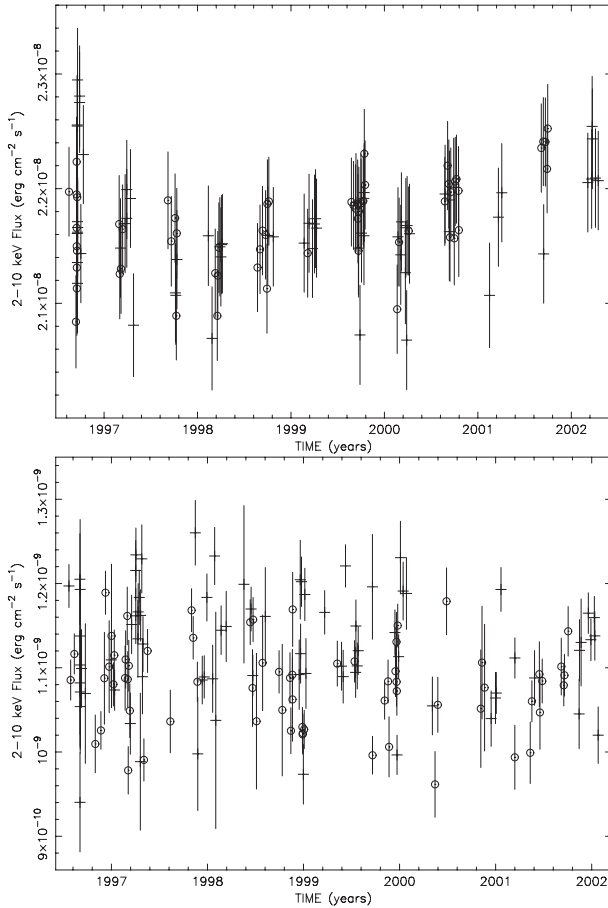 2.3×10⁻⁸
2.2×10⁻⁸
2.1×10⁻⁸
2−10 keV Flux (erg cm⁻² s⁻¹)
1997 1998 1999 2000 2001 2002
TIME (years)
1.3×10⁻⁹
1.2×10⁻⁹
1.1×10⁻⁹
10⁻⁹
9×10⁻¹⁰
2−10 keV Flux (erg cm⁻² s⁻¹)
1997 1998 1999 2000 2001 2002
TIME (years)